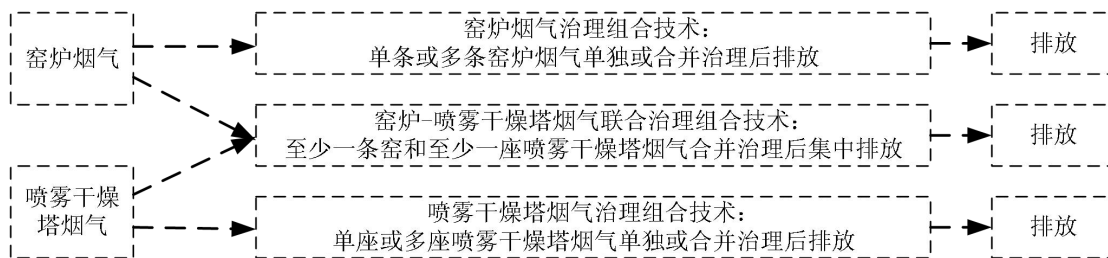 窑炉烟气
窑炉烟气治理组合技术：
单条或多条窑炉烟气单独或合并治理后排放
排放
窑炉-喷雾干燥塔烟气联合治理组合技术：
至少一条窑和至少一座喷雾干燥塔烟气合并治理后集中排放
排放
喷雾干燥
塔烟气
喷雾干燥塔烟气治理组合技术：
单座或多座喷雾干燥塔烟气单独或合并治理后排放
排放